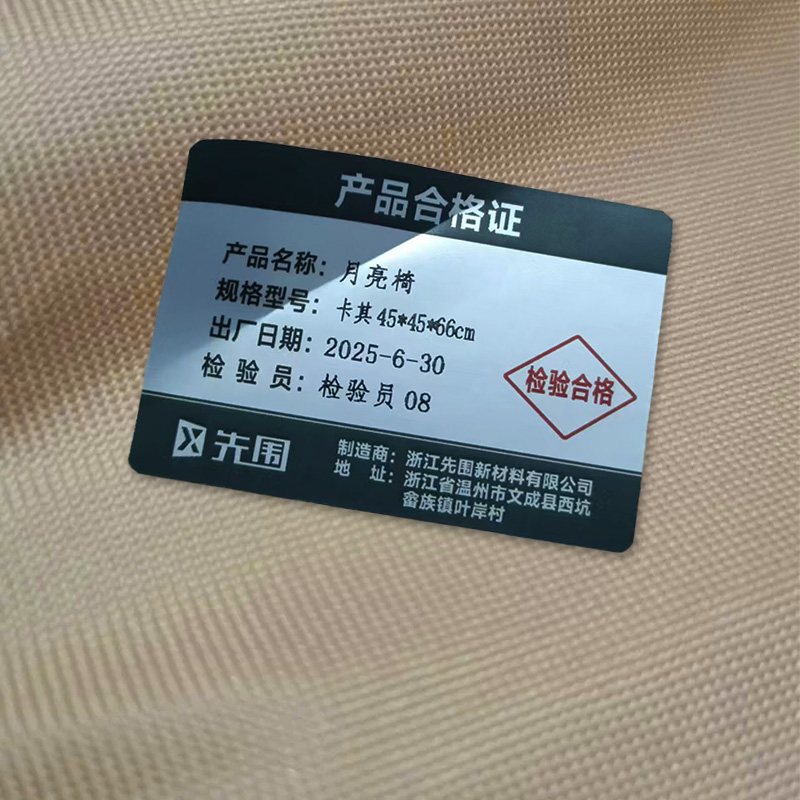 产品合格证
产品名称：月亮椅
规格型号：卡其 45*45*66cm
出厂日期：2025-6-30
检 验 员：检验员 08
检验合格
先围
制造商：浙江先围新材料有限公司
地 址：浙江省温州市文成县西坑
畲族镇叶岸村